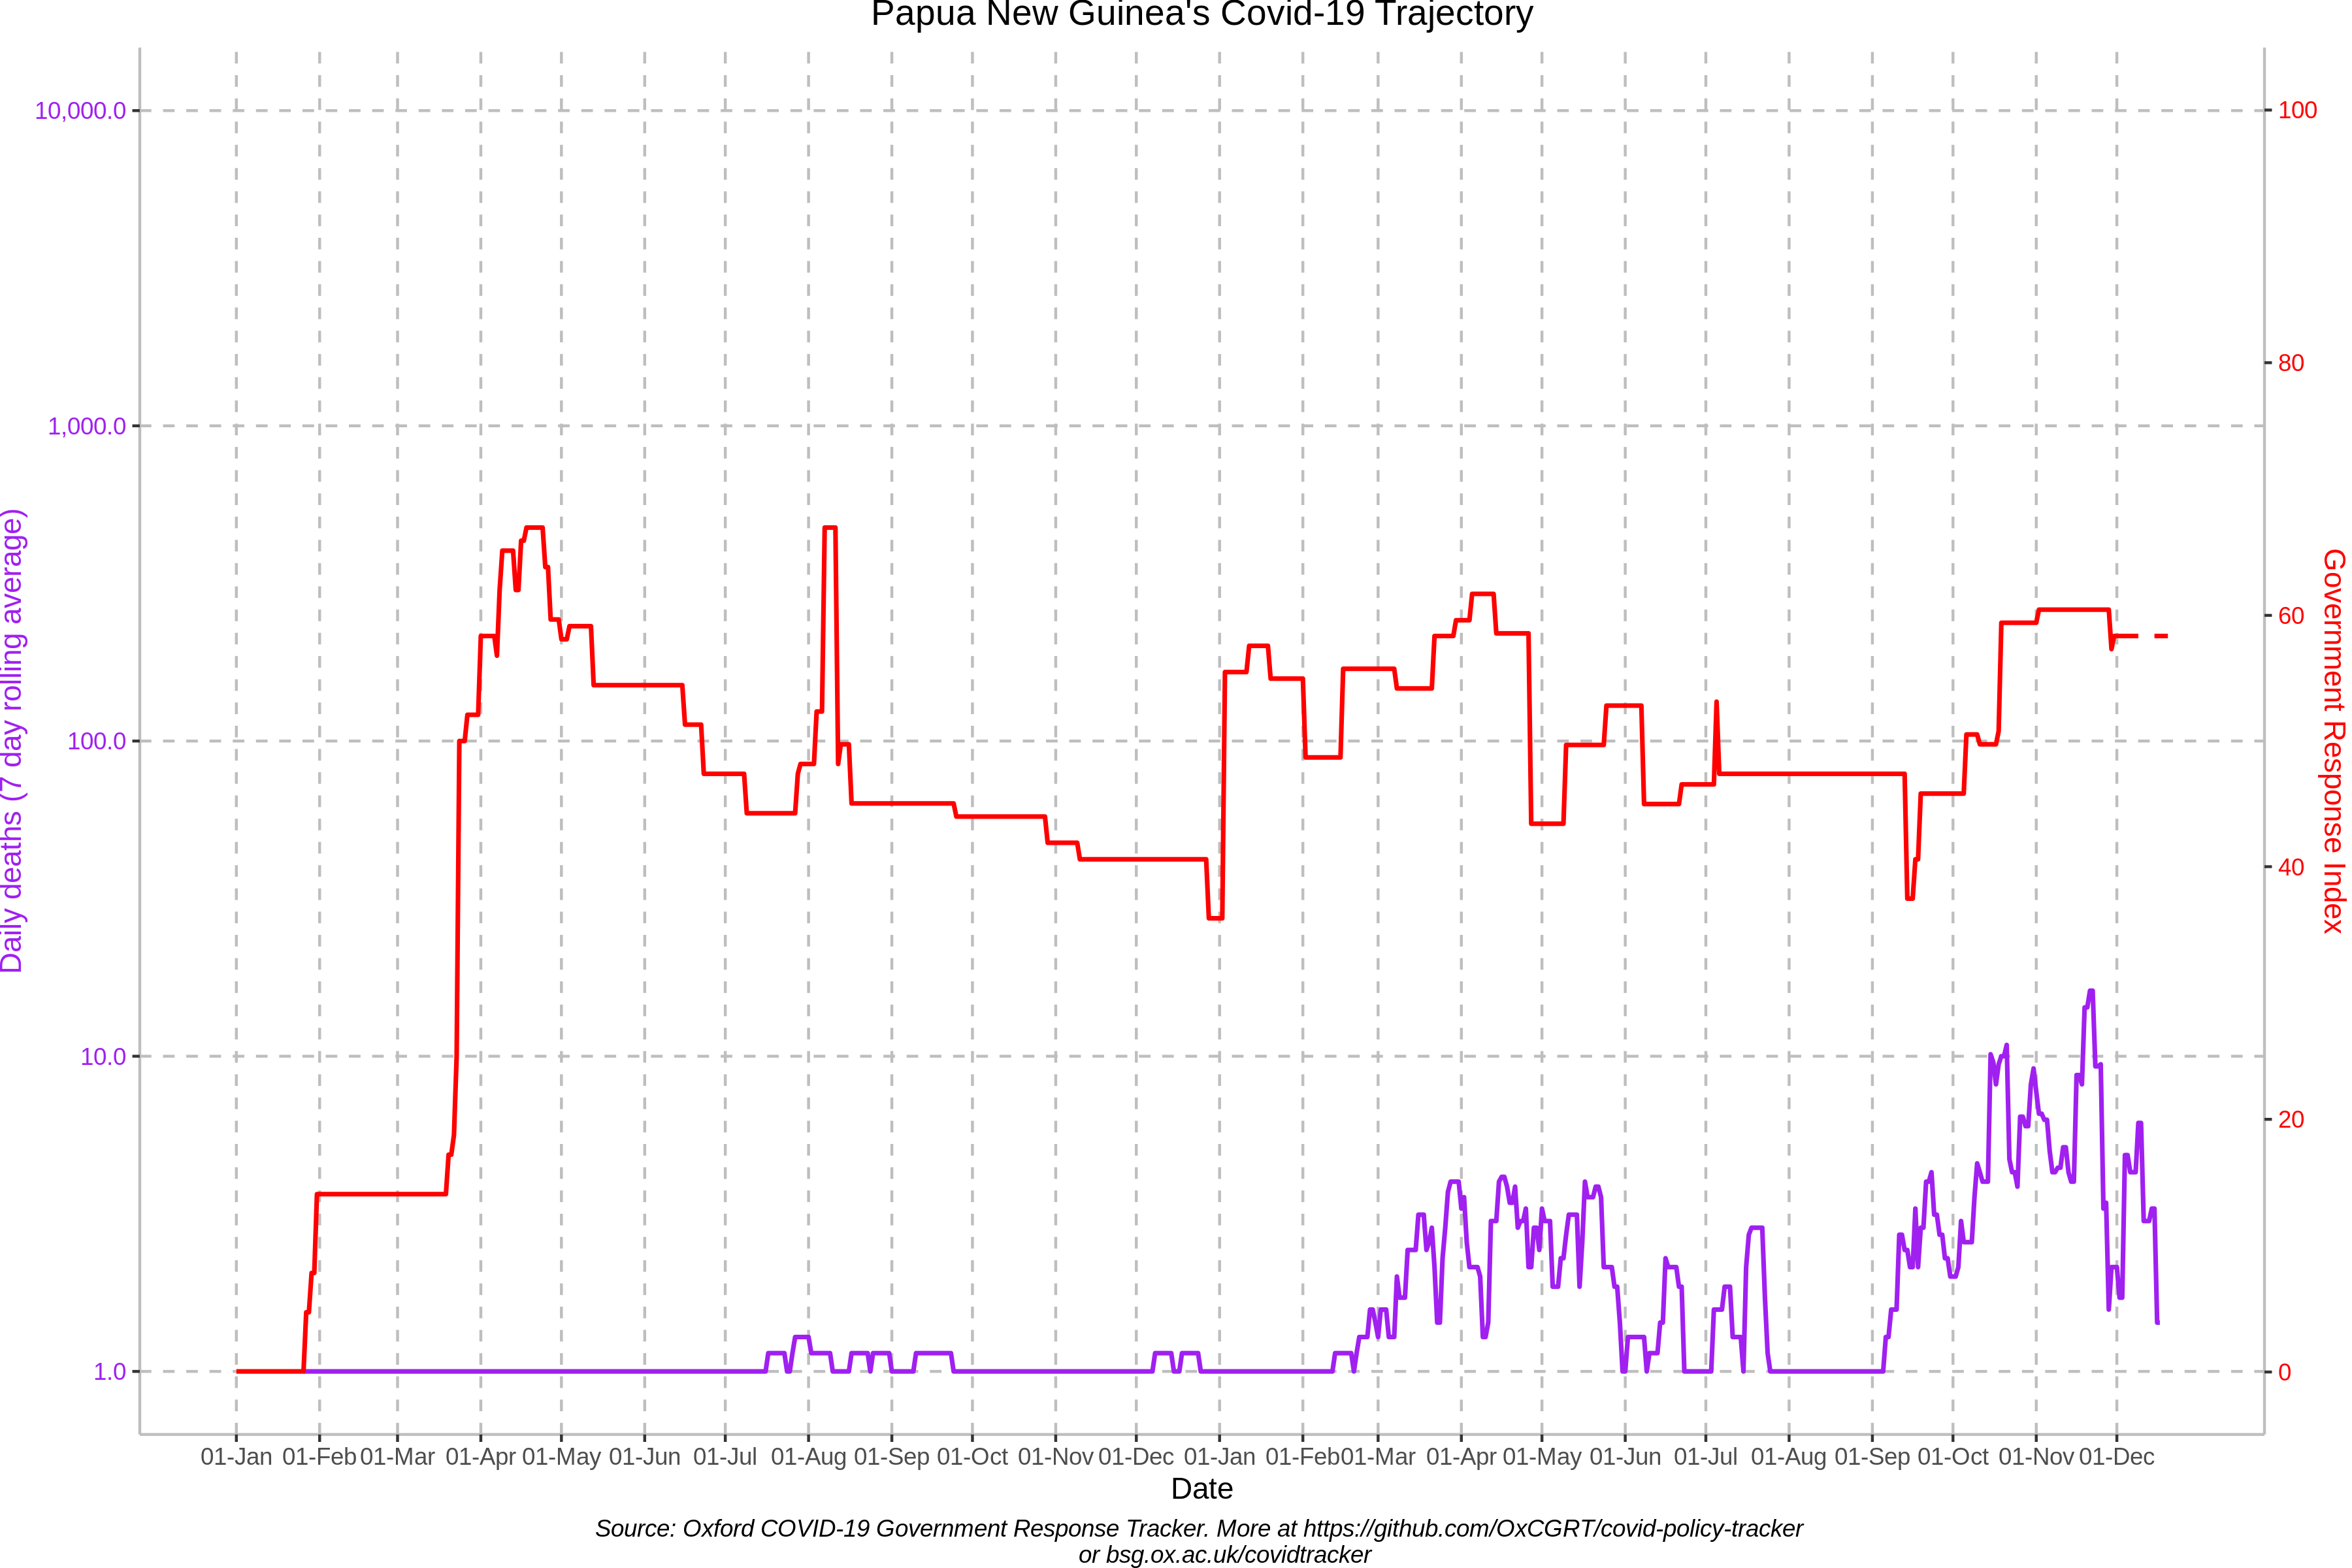 Papua New Guinea's Covid-19 Trajectory
Daily deaths (7 day rolling average)
10,000.0
1,000.0
100.0
10.0
1.0
100
80
60
40
20
0
Government Response Index
01-Jan 01-Feb 01-Mar 01-Apr 01-May 01-Jun 01-Jul 01-Aug 01-Sep 01-Oct 01-Nov 01-Dec 01-Jan 01-Feb 01-Mar 01-Apr 01-May 01-Jun 01-Jul 01-Aug 01-Sep 01-Oct 01-Nov 01-Dec
Date
Source: Oxford COVID-19 Government Response Tracker. More at https://github.com/OxCGRT/covid-policy-tracker
or bsg.ox.ac.uk/covidtracker